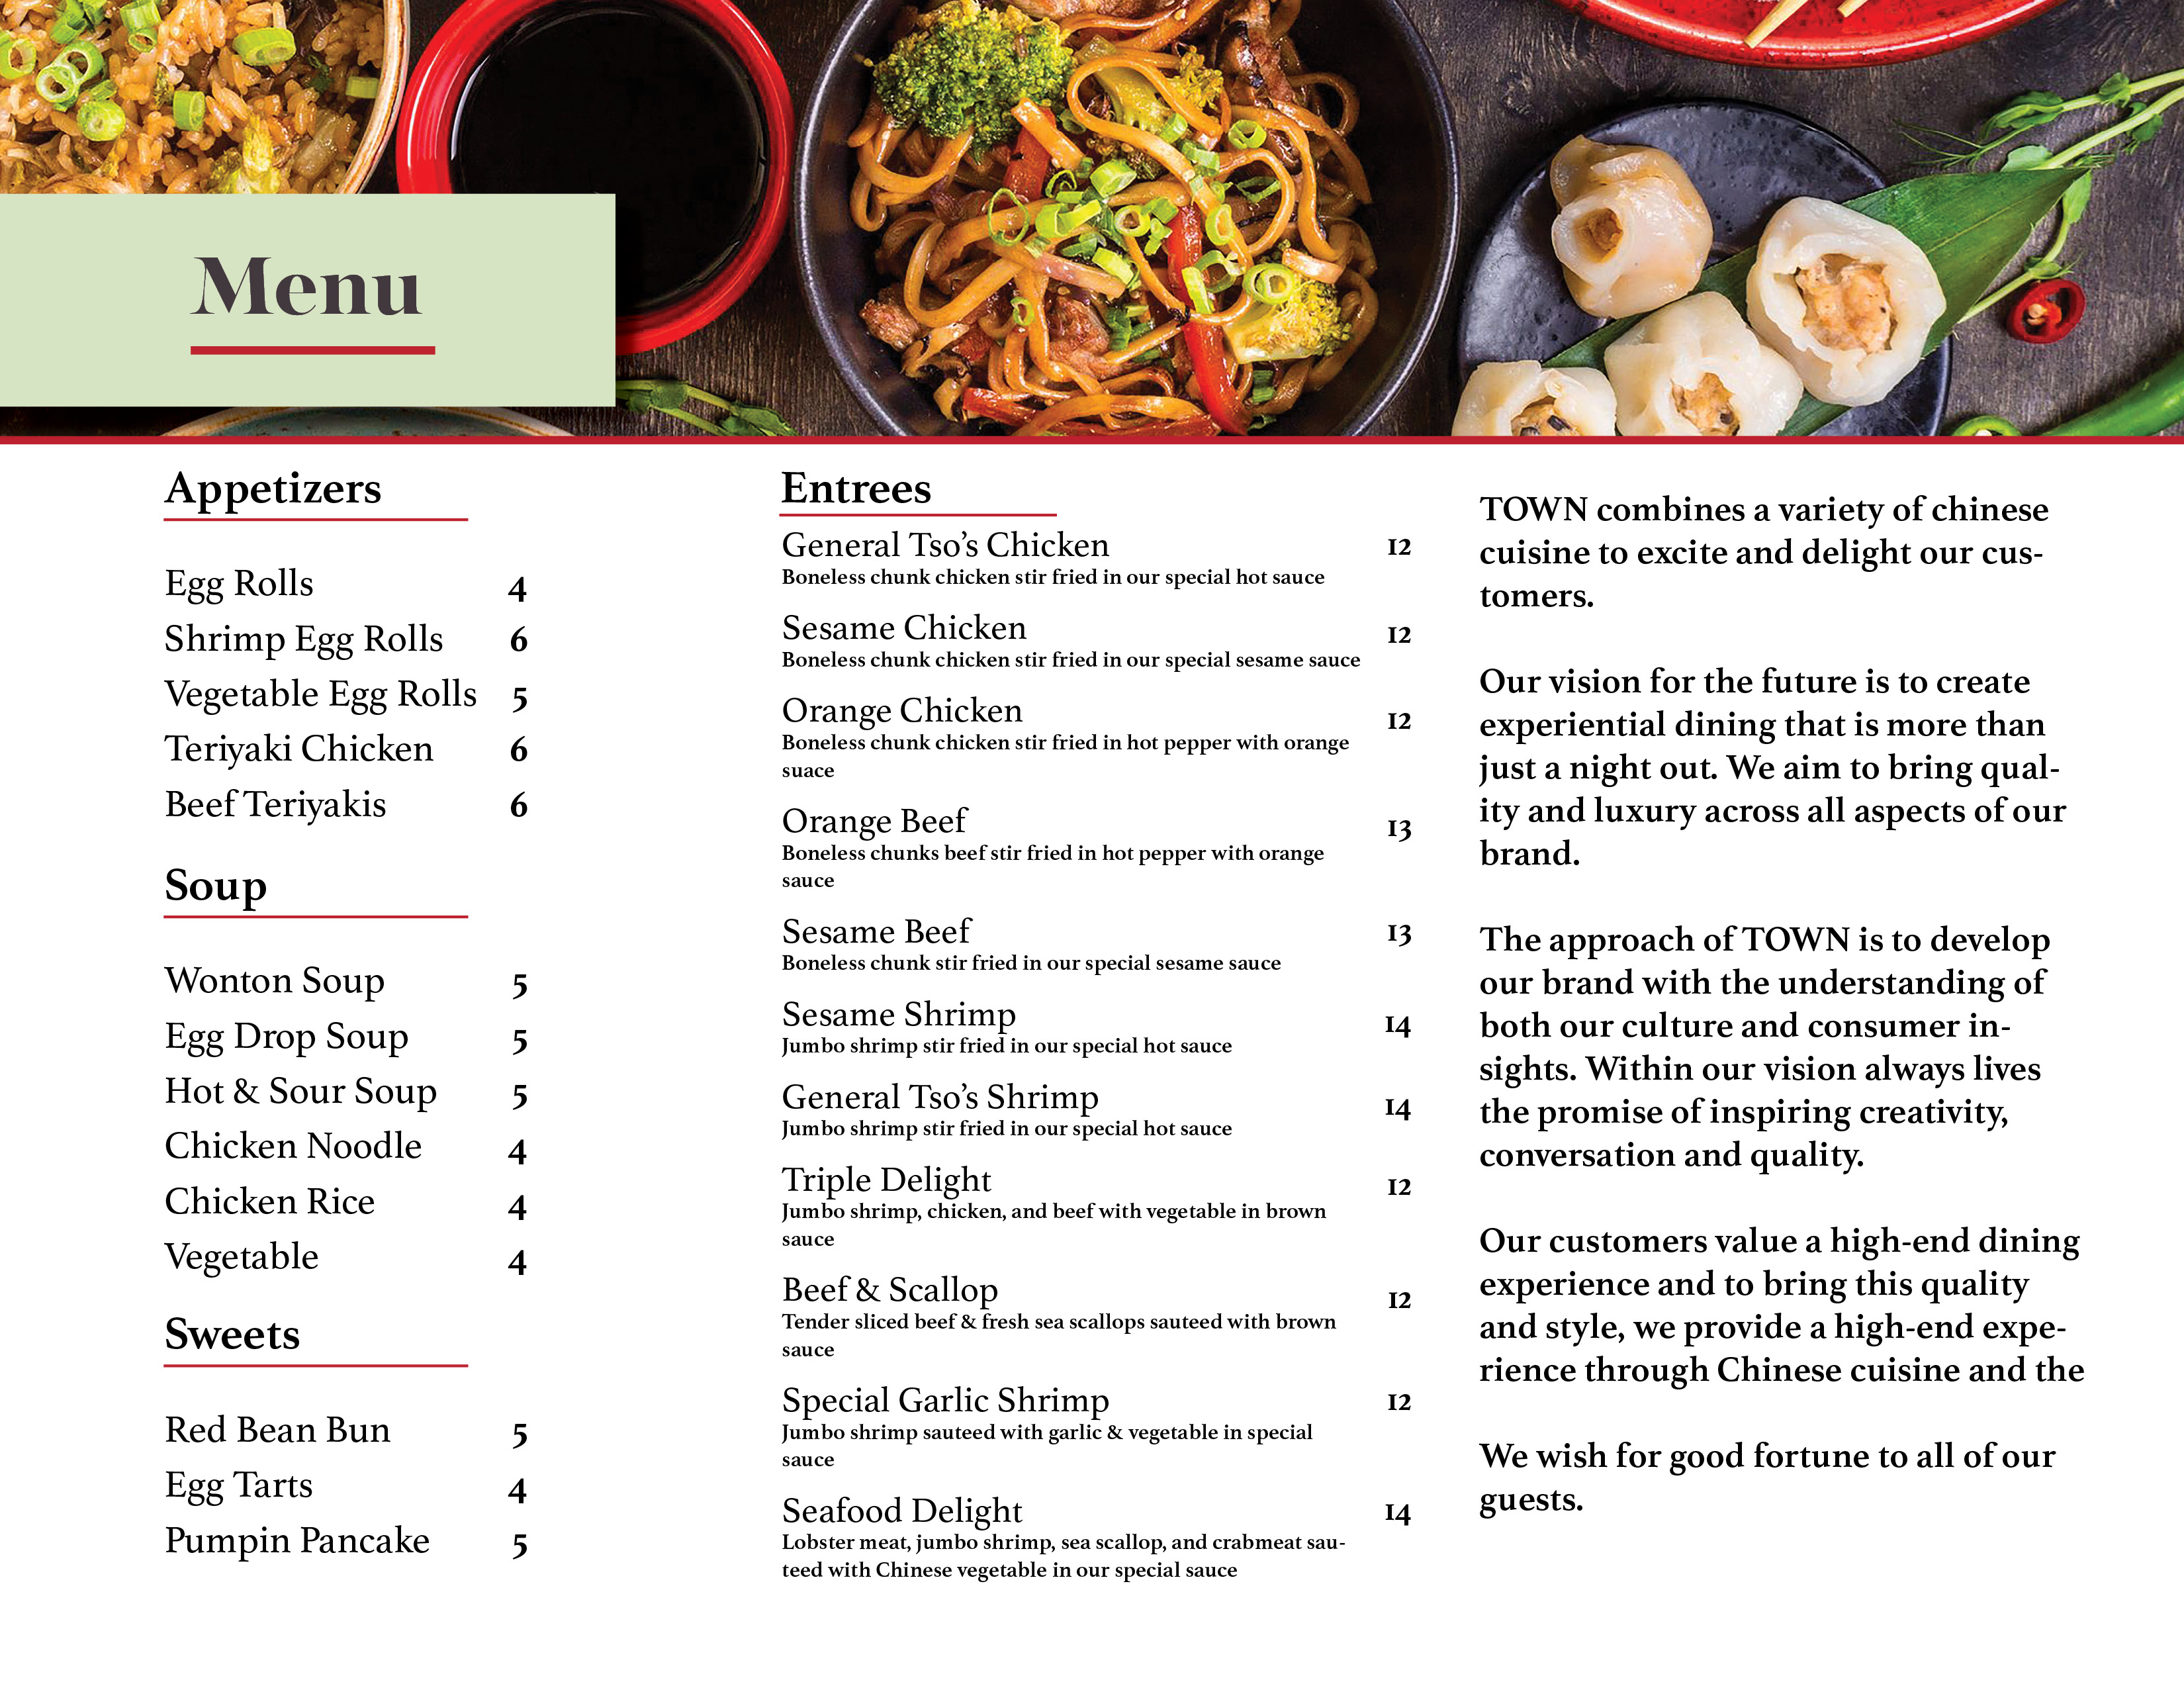 Menu
Appetizers
Egg Rolls 4
Shrimp Egg Rolls 6
Vegetable Egg Rolls 5
Teriyaki Chicken 6
Beef Teriyakis 6
Soup
Wonton Soup 5
Egg Drop Soup 5
Hot & Sour Soup 5
Chicken Noodle 4
Chicken Rice 4
Vegetable 4
Sweets
Red Bean Bun 5
Egg Tarts 4
Pumpin Pancake 5
Entrees
General Tso’s Chicken 12
Boneless chunk chicken stir fried in our special hot sauce
Sesame Chicken 12
Boneless chunk chicken stir fried in our special sesame sauce
Orange Chicken 12
Boneless chunk chicken stir fried in hot pepper with orange
suace
Orange Beef 13
Boneless chunks beef stir fried in hot pepper with orange
sauce
Sesame Beef 13
Boneless chunk stir fried in our special sesame sauce
Sesame Shrimp 14
Jumbo shrimp stir fried in our special hot sauce
General Tso’s Shrimp 14
Jumbo shrimp stir fried in our special hot sauce
Triple Delight 12
Jumbo shrimp, chicken, and beef with vegetable in brown
sauce
Beef & Scallop 12
Tender sliced beef & fresh sea scallops sauteed with brown
sauce
Special Garlic Shrimp 12
Jumbo shrimp sauteed with garlic & vegetable in special
sauce
Seafood Delight 14
Lobster meat, jumbo shrimp, sea scallop, and crabmeat sau-
teed with Chinese vegetable in our special sauce
TOWN combines a variety of chinese
cuisine to excite and delight our cus-
tomers.
Our vision for the future is to create
experiential dining that is more than
just a night out. We aim to bring qual-
ity and luxury across all aspects of our
brand.
The approach of TOWN is to develop
our brand with the understanding of
both our culture and consumer in-
sights. Within our vision always lives
the promise of inspiring creativity,
conversation and quality.
Our customers value a high-end dining
experience and to bring this quality
and style, we provide a high-end expe-
rience through Chinese cuisine and the
We wish for good fortune to all of our
guests.